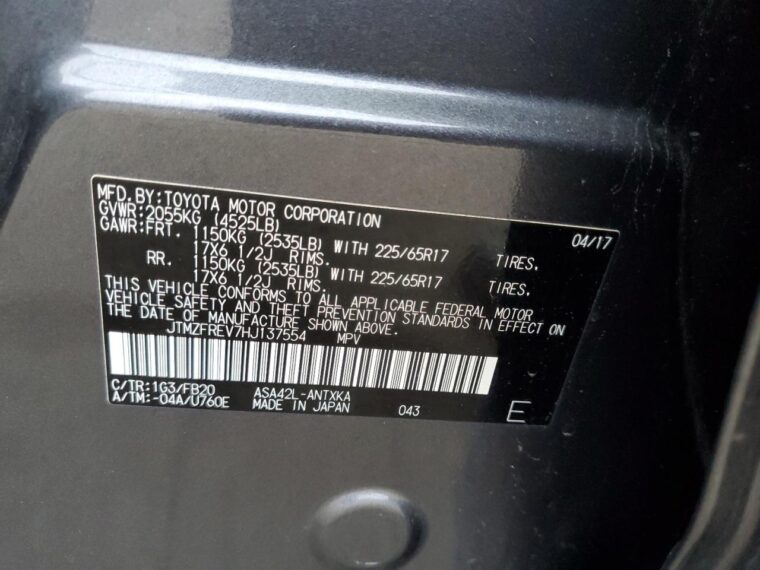 MFD. BY: TOYOTA MOTOR CORPORATION 04/17
GVWR: 2055KG (4525LB)
GAWR: FRT. 1150KG (2535LB) WITH 225/65R17 TIRES,
17X6 1/2J RIMS.
RR. 1150KG (2535LB) WITH 225/65R17 TIRES,
17X6 1/2J RIMS.
THIS VEHICLE CONFORMS TO ALL APPLICABLE FEDERAL MOTOR
VEHICLE SAFETY AND THEFT PREVENTION STANDARDS IN EFFECT ON
THE DATE OF MANUFACTURE SHOWN ABOVE.
JTMZFREV7HJ137554 MPV
C/TR: 1G3/FB20 ASA42L-ANTXKA
A/TM: -04A/U760E MADE IN JAPAN 043 E